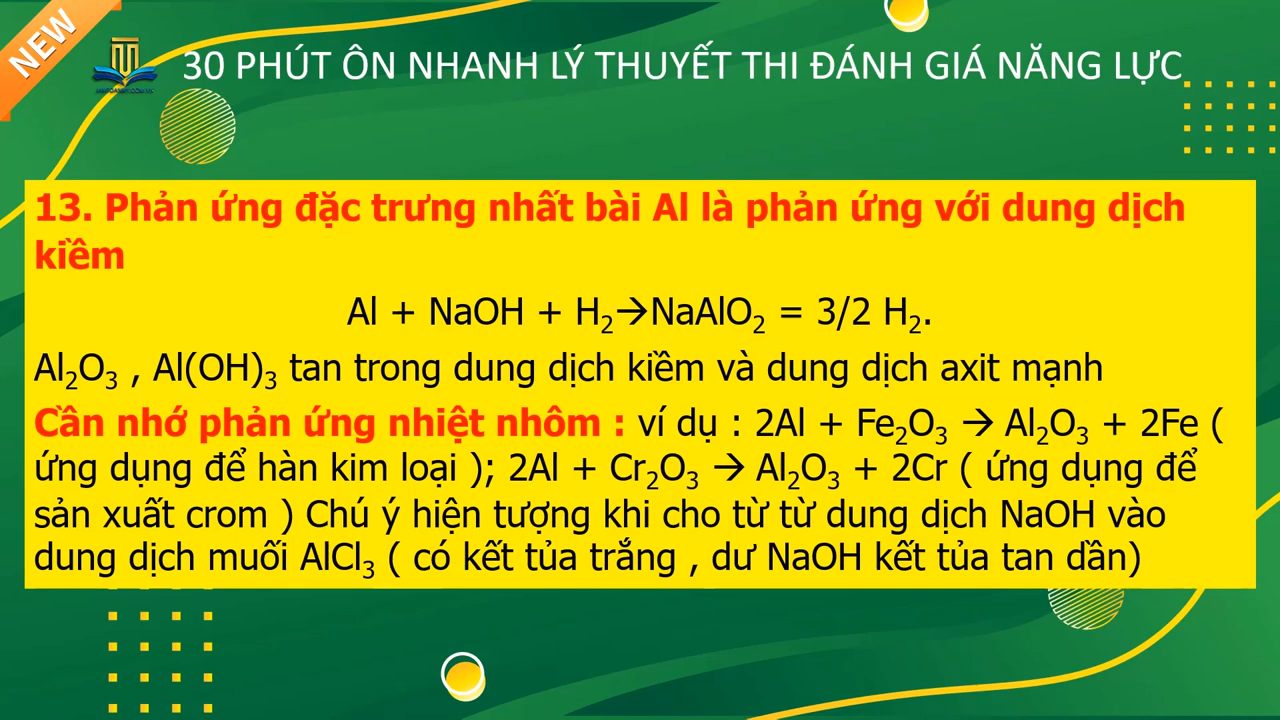 NEW
30 PHÚT ÔN NHANH LÝ THUYẾT THI ĐÁNH GIÁ NĂNG LỰC
13. Phản ứng đặc trưng nhất bài Al là phản ứng với dung dịch
kiềm
Al + NaOH + H₂→NaAlO₂ = 3/2 H₂.
Al₂O₃ , Al(OH)₃ tan trong dung dịch kiềm và dung dịch axit mạnh
Cần nhớ phản ứng nhiệt nhôm : ví dụ : 2Al + Fe₂O₃ → Al₂O₃ + 2Fe (
ứng dụng để hàn kim loại ); 2Al + Cr₂O₃ → Al₂O₃ + 2Cr ( ứng dụng để
sản xuất crom ) Chú ý hiện tượng khi cho từ từ dung dịch NaOH vào
dung dịch muối AlCl₃ ( có kết tủa trắng , dư NaOH kết tủa tan dần)